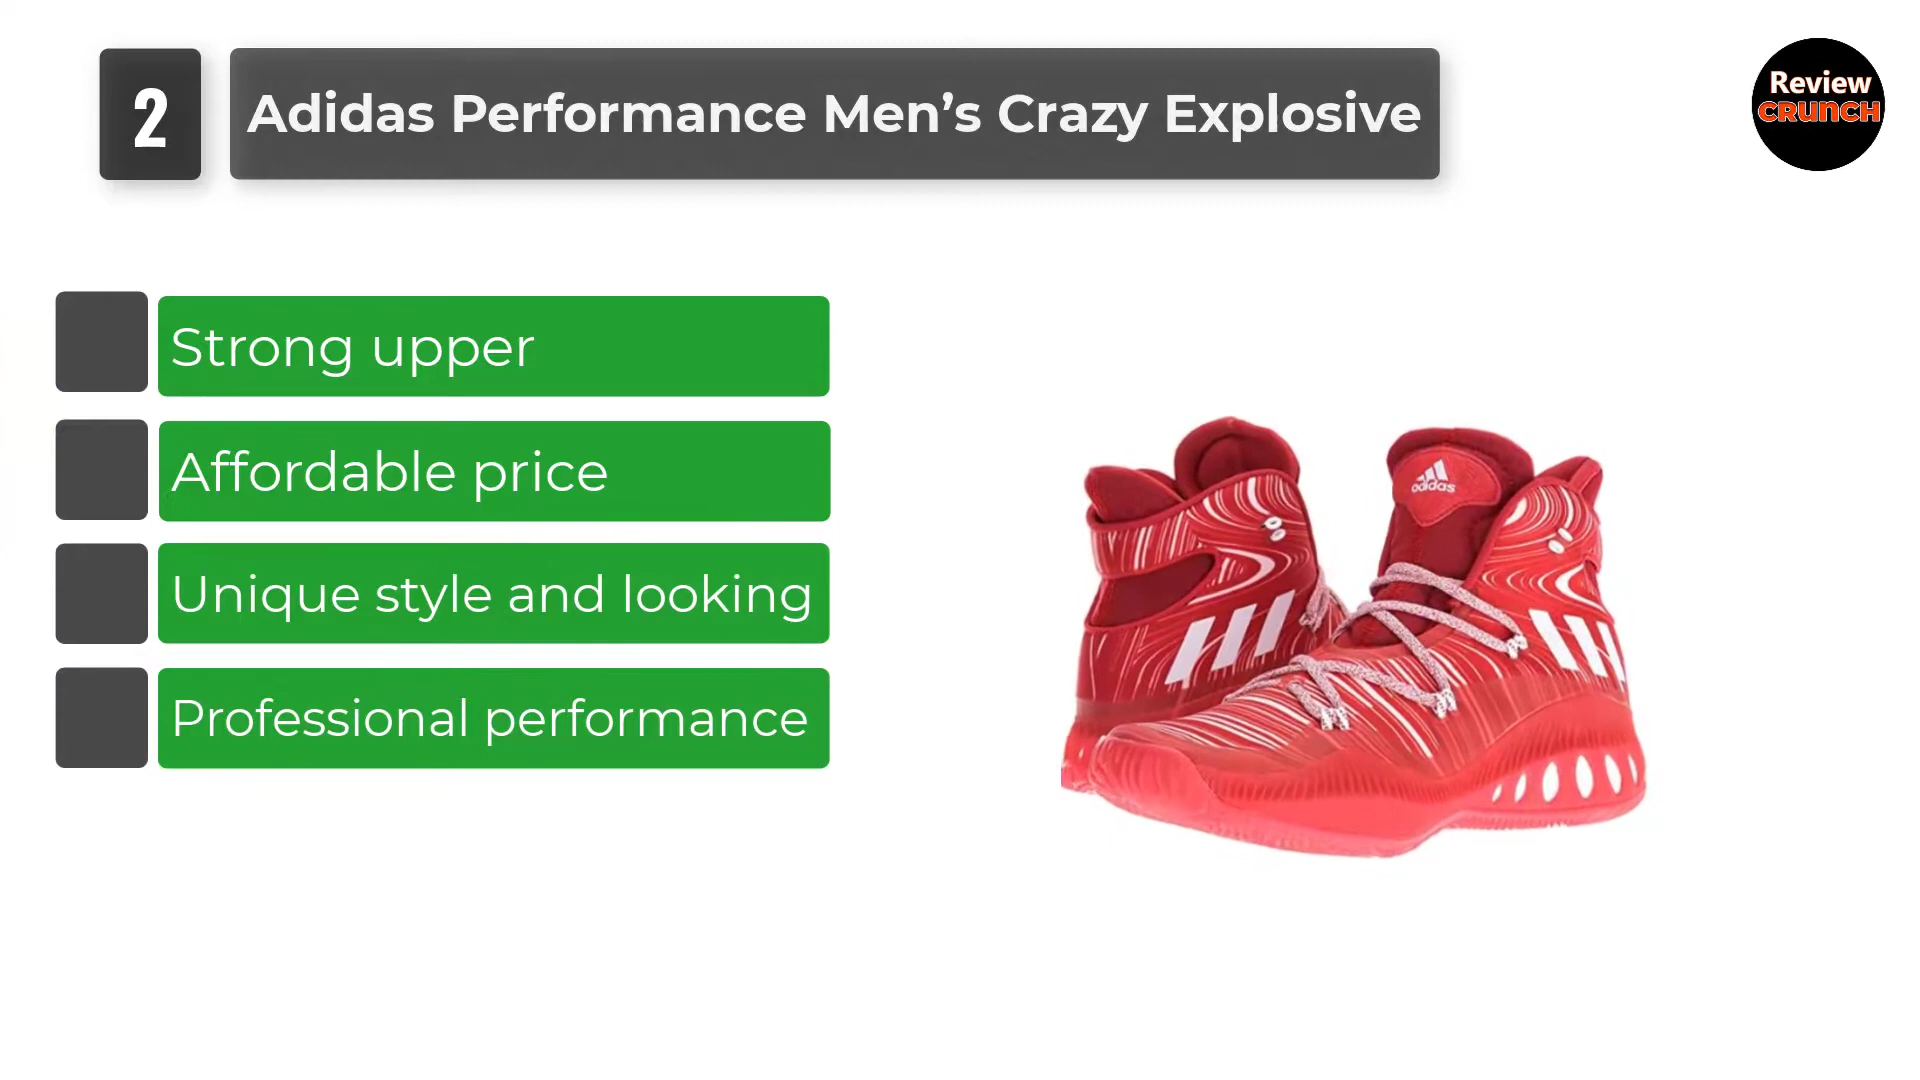 2
Adidas Performance Men’s Crazy Explosive
Review
CRUNCH
Strong upper
Affordable price
Unique style and looking
Professional performance
adidas